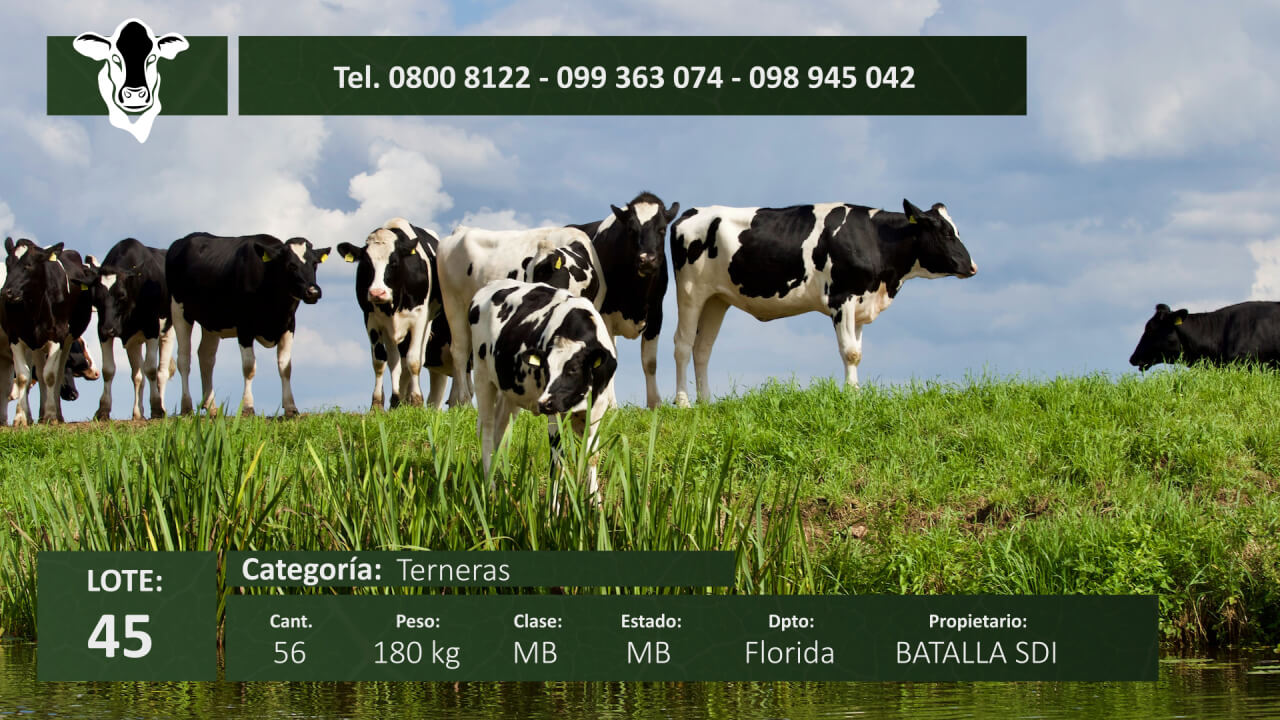 Tel. 0800 8122 - 099 363 074 - 098 945 042
LOTE:
45
Categoría: Terneras
Cant. Peso: Clase: Estado: Dpto: Propietario:
56 180 kg MB MB Florida BATALLA SDI